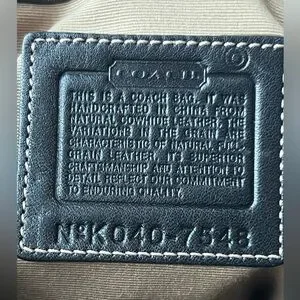 COACH
THIS IS A COACH BAG. IT WAS
HANDCRAFTED IN CHINA FROM
NATURAL COWHIDE LEATHER. THE
VARIATIONS IN THE GRAIN ARE
CHARACTERISTIC OF NATURAL FULL
GRAIN LEATHER. ITS SUPERIOR
CRAFTSMANSHIP AND ATTENTION TO
DETAIL REFLECT OUR COMMITMENT
TO ENDURING QUALITY.
NºK040-7548